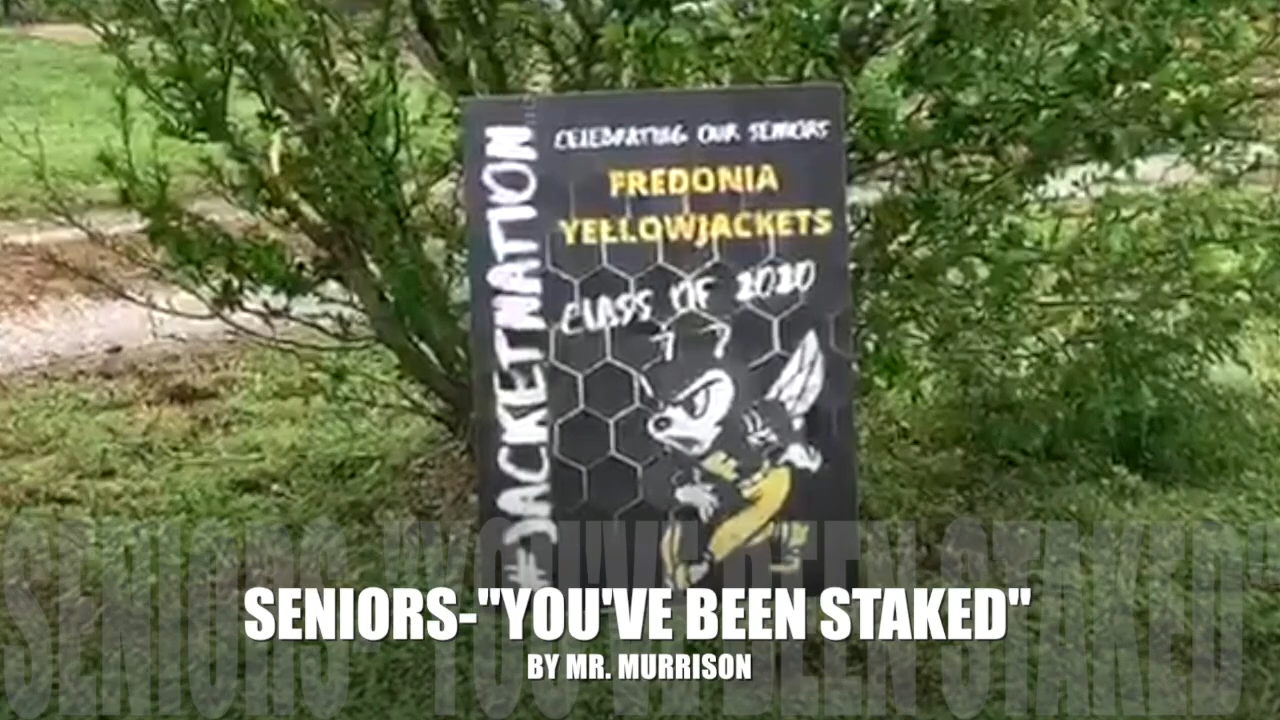 #JACKETNATION
CELEBRATING OUR SENIORS
FREDONIA
YELLOWJACKETS
CLASS OF 2020
SENIORS-"YOU'VE BEEN STAKED"
BY MR. MURRISON
SENIORS-"YOU'VE BEEN STAKED"